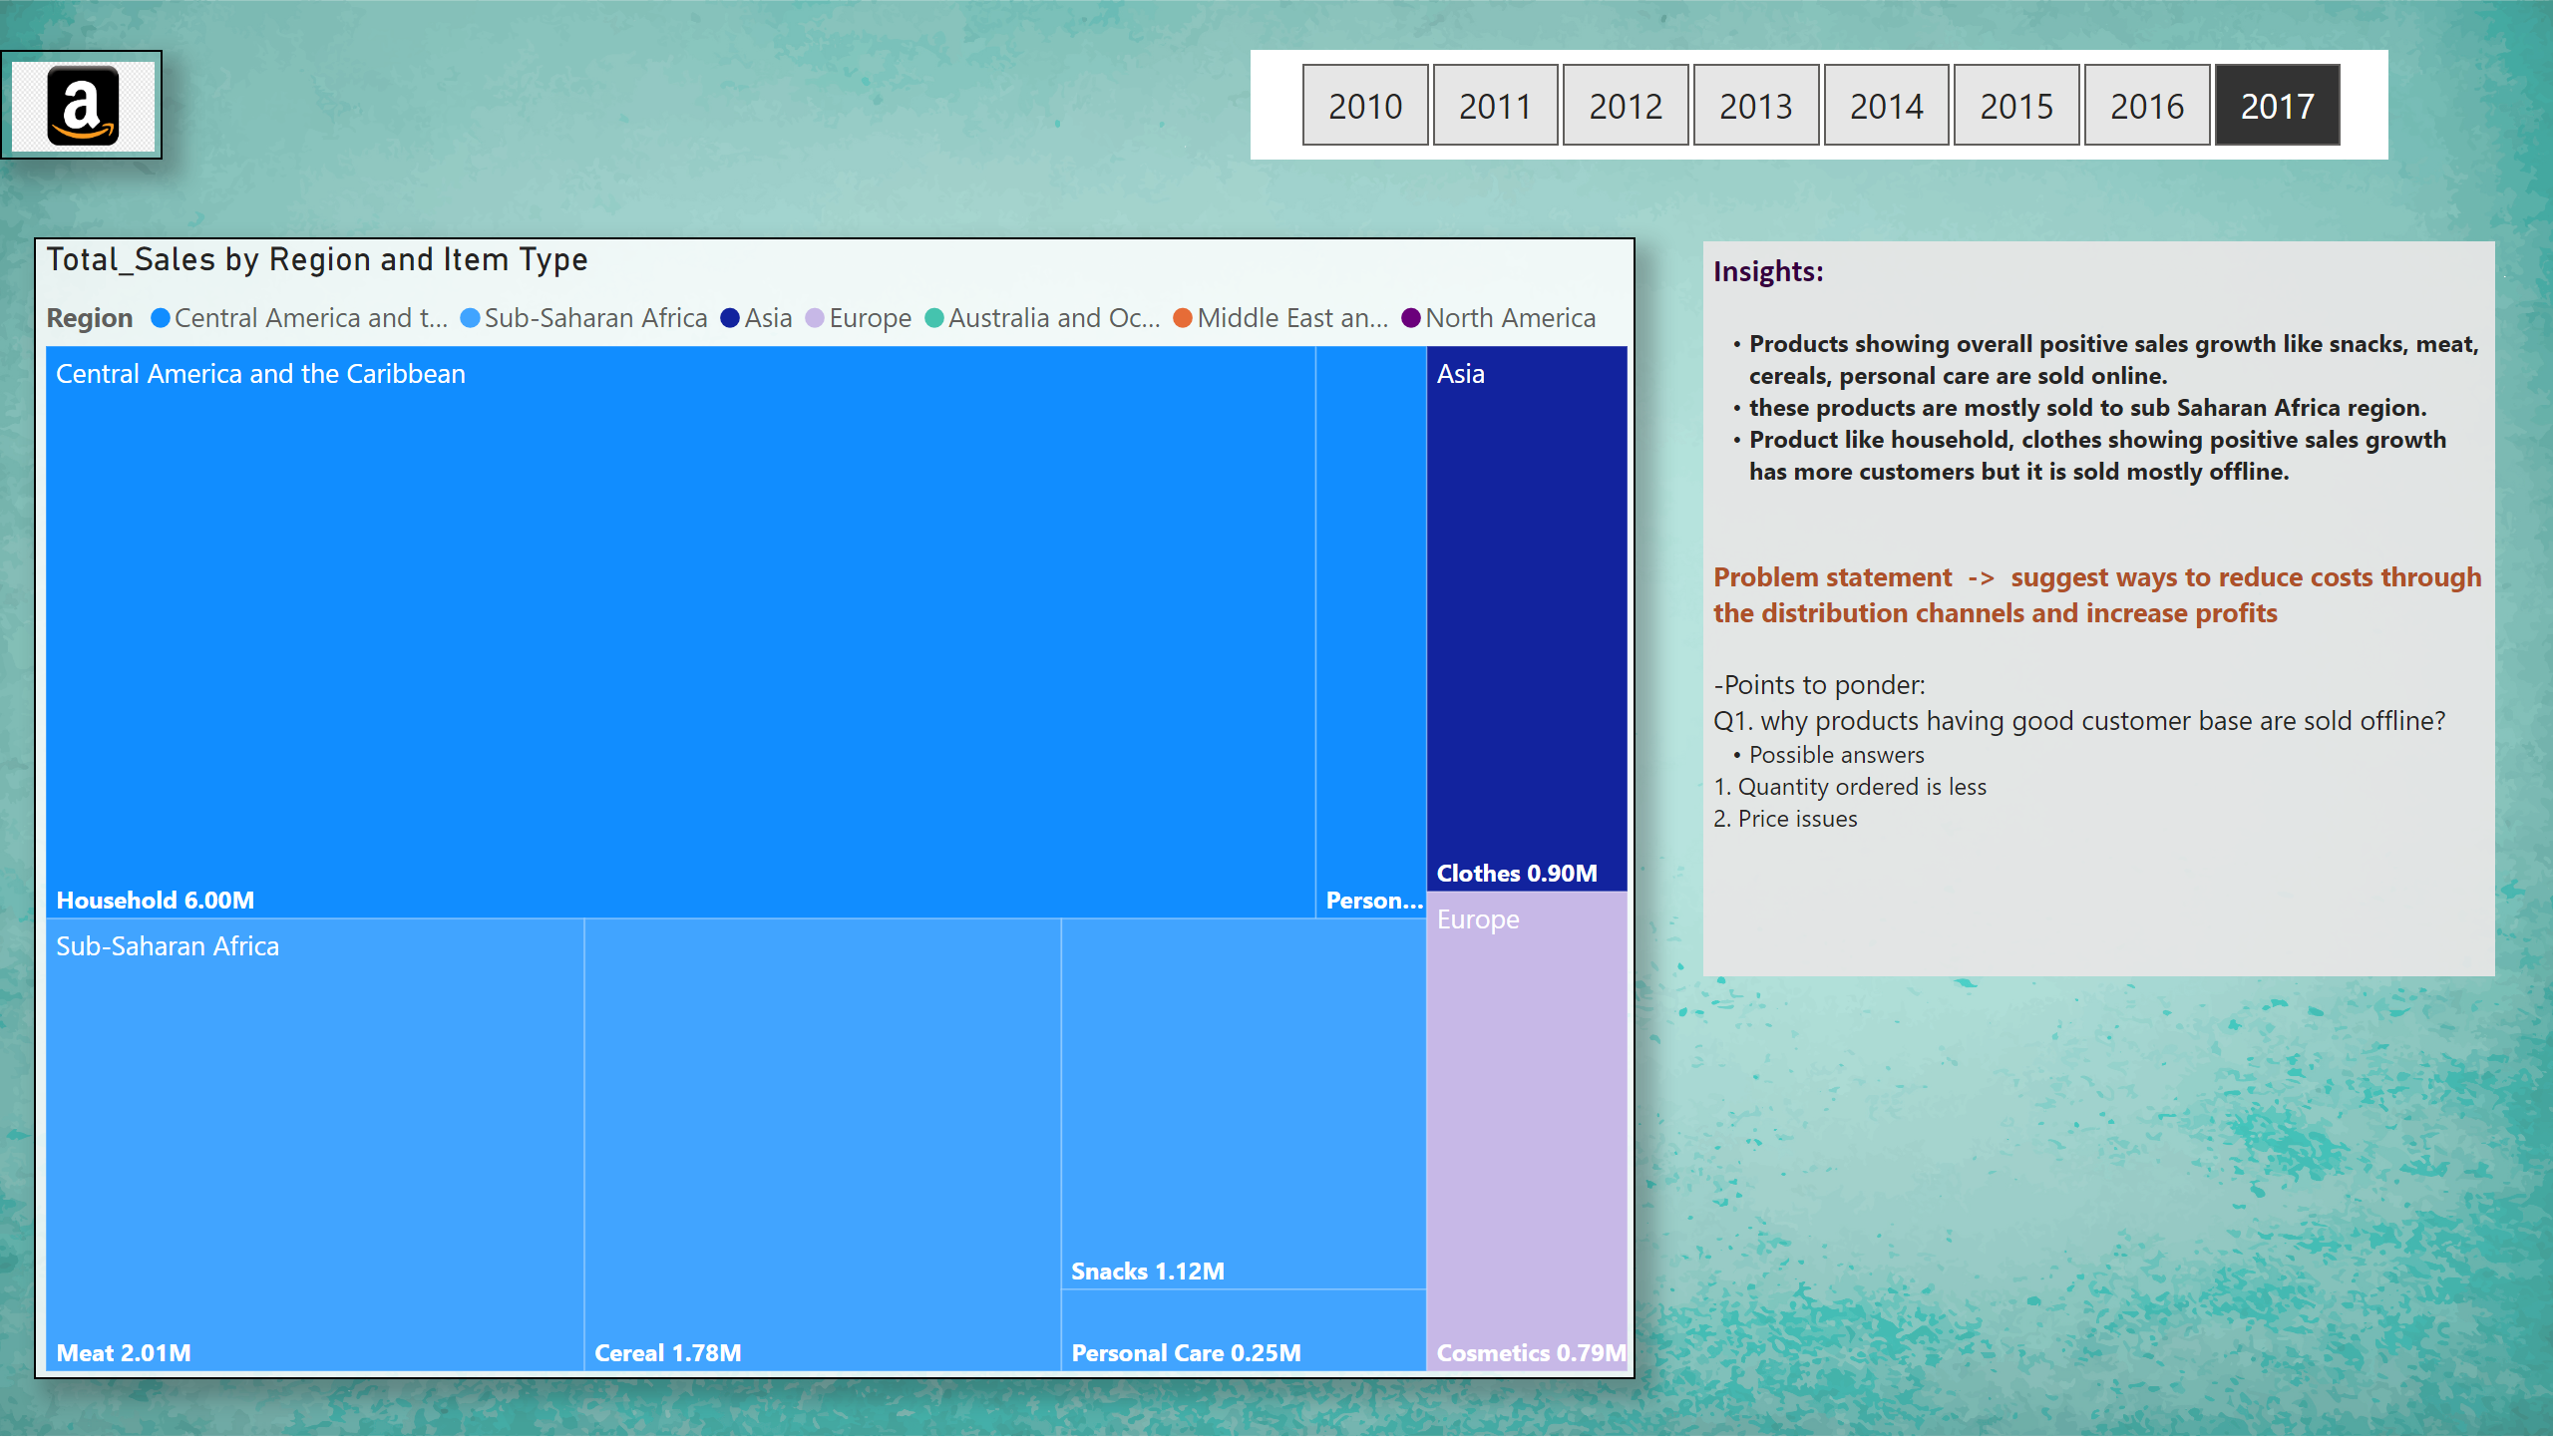 a
2010 2011 2012 2013 2014 2015 2016 2017
Total_Sales by Region and Item Type
Region Central America and t... Sub-Saharan Africa Asia Europe Australia and Oc... Middle East an... North America
Central America and the Caribbean
Household 6.00M
Person...
Asia
Clothes 0.90M
Sub-Saharan Africa
Meat 2.01M
Cereal 1.78M
Snacks 1.12M
Personal Care 0.25M
Europe
Cosmetics 0.79M
Insights:
• Products showing overall positive sales growth like snacks, meat,
cereals, personal care are sold online.
• these products are mostly sold to sub Saharan Africa region.
• Product like household, clothes showing positive sales growth
has more customers but it is sold mostly offline.
Problem statement -> suggest ways to reduce costs through
the distribution channels and increase profits
-Points to ponder:
Q1. why products having good customer base are sold offline?
• Possible answers
1. Quantity ordered is less
2. Price issues